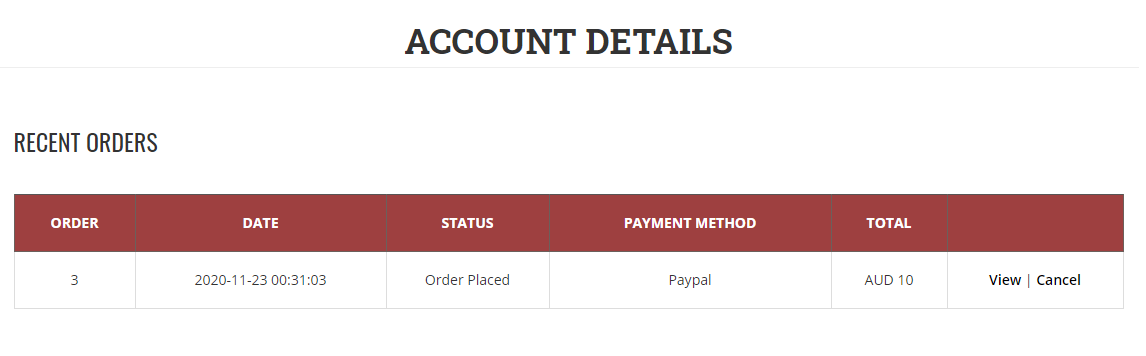 ACCOUNT DETAILS
RECENT ORDERS
ORDER DATE STATUS PAYMENT METHOD TOTAL
3 2020-11-23 00:31:03 Order Placed Paypal AUD 10 View | Cancel